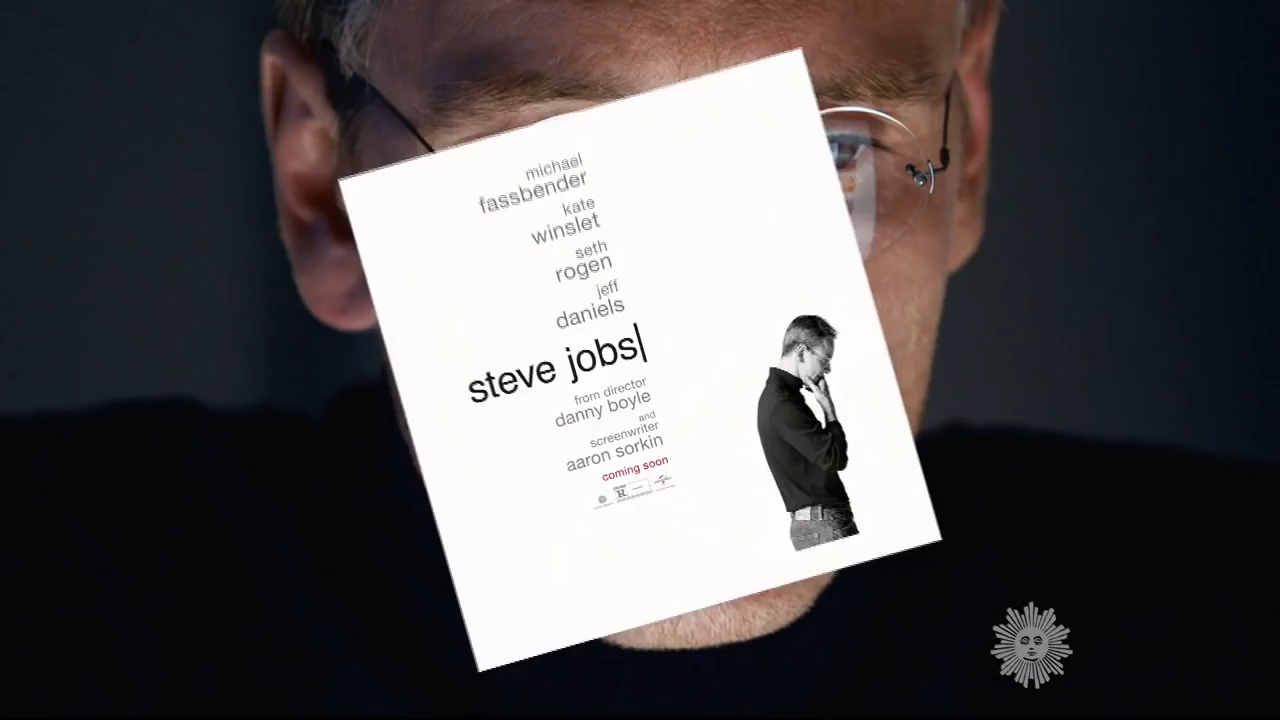 michael
fassbender
kate
winslet
seth
rogen
jeff
daniels
steve jobs
from director
danny boyle
and
screenwriter
aaron sorkin
coming soon
R